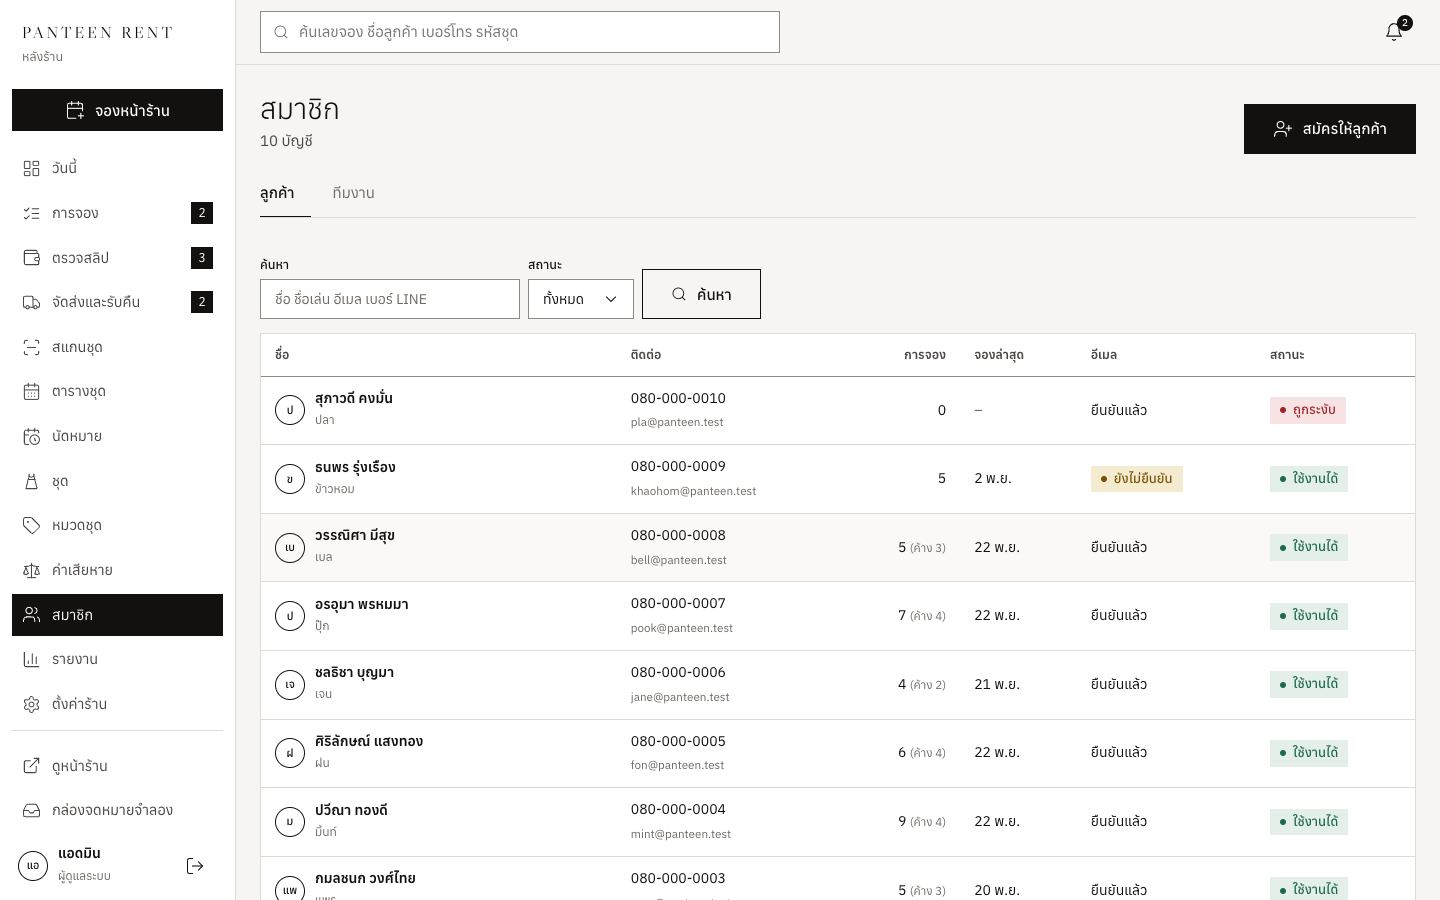 PANTEEN RENT
หลังร้าน
จองหน้าร้าน
วันนี้
การจอง 2
ตรวจสลิป 3
จัดส่งและรับคืน 2
สแกนชุด
ตารางชุด
นัดหมาย
ชุด
หมวดชุด
ค่าเสียหาย
สมาชิก
รายงาน
ตั้งค่าร้าน
ดูหน้าร้าน
กล่องจดหมายจำลอง
แอ
แอดมิน
ผู้ดูแลระบบ
ค้นเลขจอง ชื่อลูกค้า เบอร์โทร รหัสชุด
2
สมาชิก
10 บัญชี
สมัครให้ลูกค้า
ลูกค้า ทีมงาน
ค้นหา สถานะ
ชื่อ ชื่อเล่น อีเมล เบอร์ LINE ทั้งหมด ค้นหา
ชื่อ ติดต่อ การจอง จองล่าสุด อีเมล สถานะ
ป สุภาวดี คงมั่น 080-000-0010 0 – ยืนยันแล้ว ถูกระงับ
ปลา pla@panteen.test
ข ธนพร รุ่งเรือง 080-000-0009 5 2 พ.ย. ยังไม่ยืนยัน ใช้งานได้
ข้าวหอม khaohom@panteen.test
เบ วรรณิศา มีสุข 080-000-0008 5 (ค้าง 3) 22 พ.ย. ยืนยันแล้ว ใช้งานได้
เบล bell@panteen.test
ป อรอุมา พรหมมา 080-000-0007 7 (ค้าง 4) 22 พ.ย. ยืนยันแล้ว ใช้งานได้
ปุ๊ก pook@panteen.test
เจ ชลธิชา บุญมา 080-000-0006 4 (ค้าง 2) 21 พ.ย. ยืนยันแล้ว ใช้งานได้
เจน jane@panteen.test
ฝ ศิริลักษณ์ แสงทอง 080-000-0005 6 (ค้าง 4) 22 พ.ย. ยืนยันแล้ว ใช้งานได้
ฝน fon@panteen.test
ม ปวีณา ทองดี 080-000-0004 9 (ค้าง 4) 22 พ.ย. ยืนยันแล้ว ใช้งานได้
มิ้นท์ mint@panteen.test
แพ กมลชนก วงศ์ไทย 080-000-0003 5 (ค้าง 3) 20 พ.ย. ยืนยันแล้ว ใช้งานได้